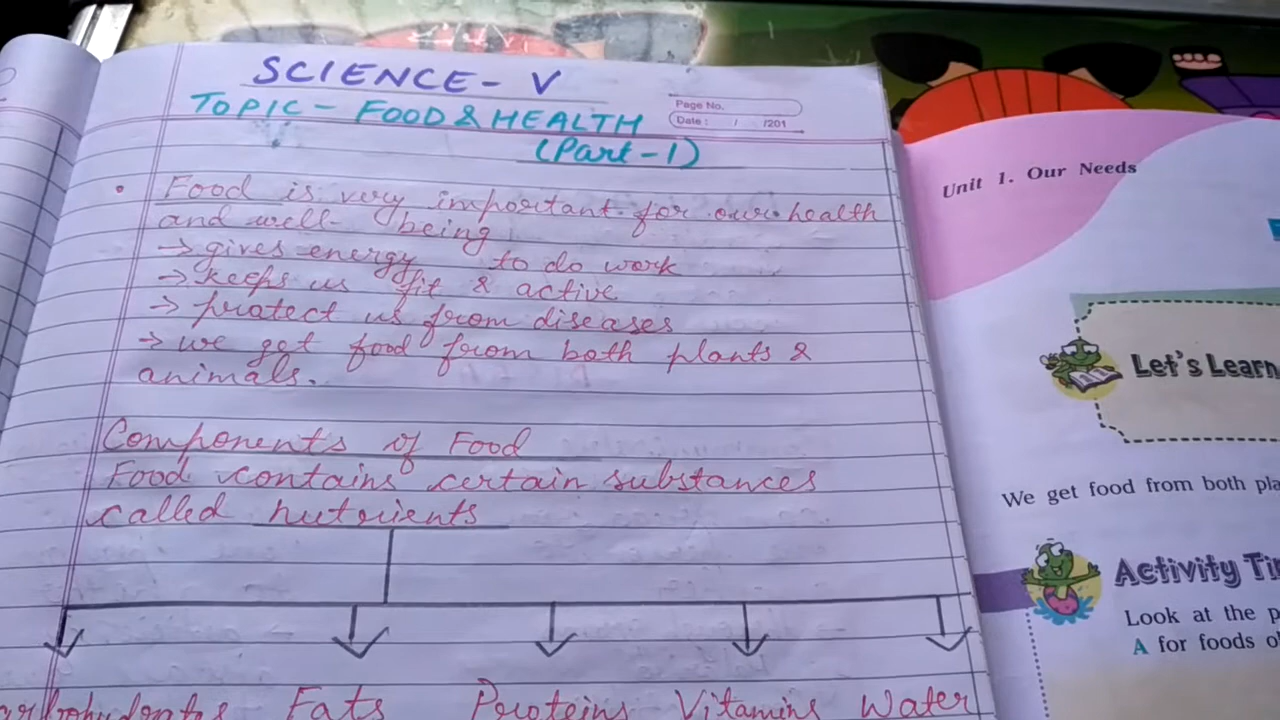 SCIENCE - V
TOPIC - FOOD & HEALTH
(Part-1)
Page No.
Date : / /201
• Food is very important for our health
and well-being
→ gives energy to do work
→ keeps us fit & active
→ protect us from diseases
→ we get food from both plants &
animals.
Components of Food
Food contains certain substances
called nutrients
Carbohydrates Fats Proteins Vitamins Water
Unit 1. Our Needs
Let's Learn
We get food from both pla
Activity Ti
Look at the p
A for foods o